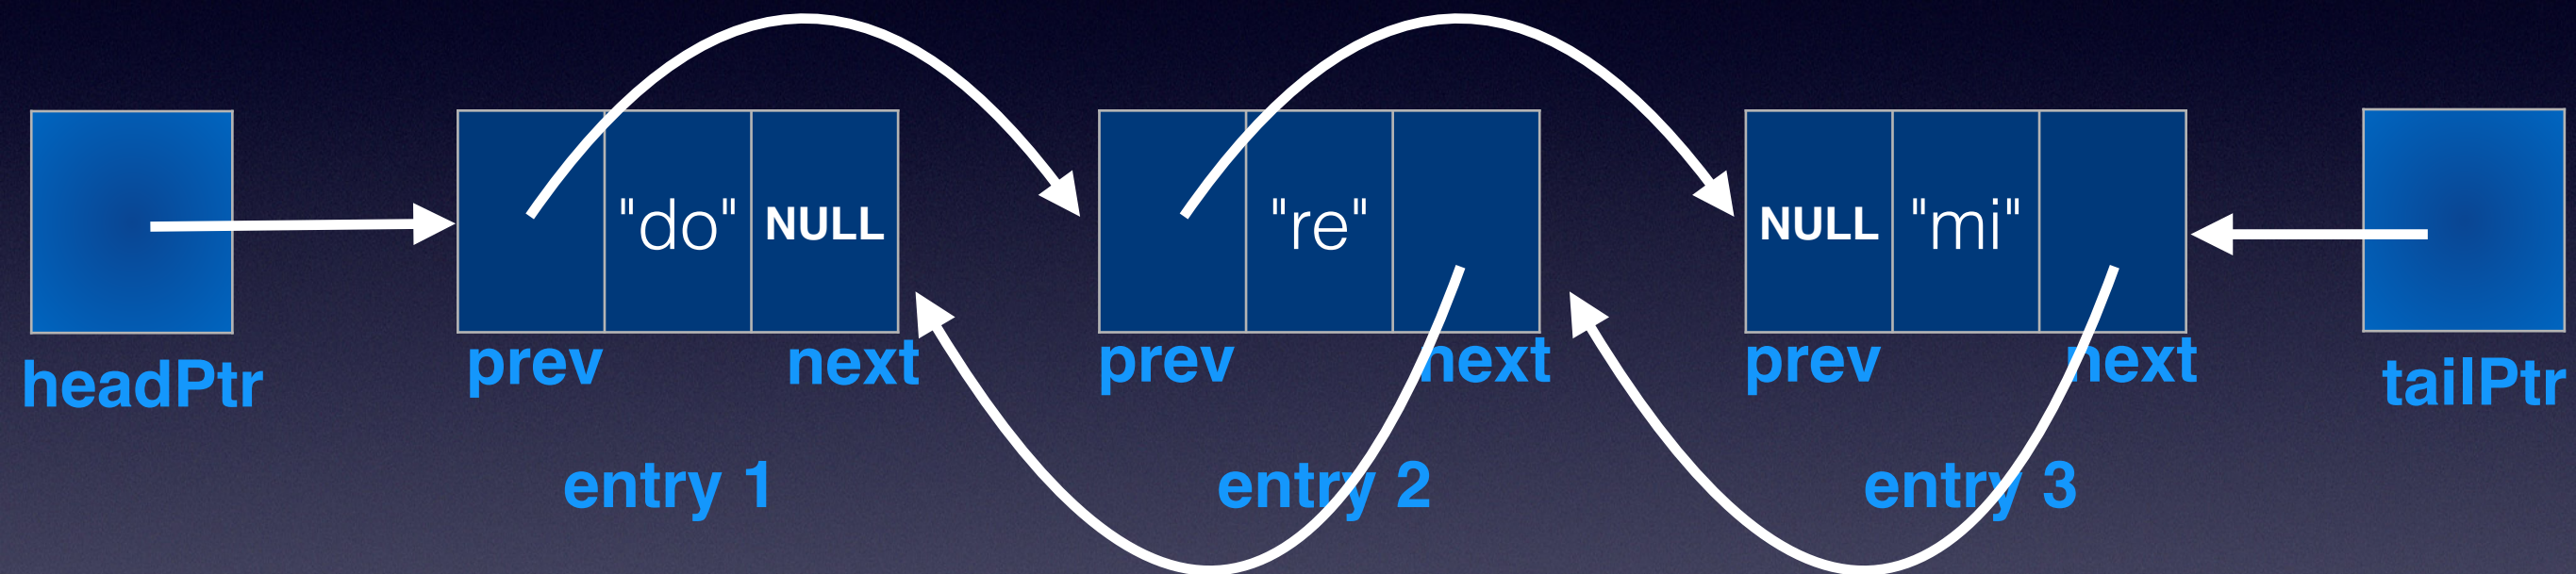 "do" NULL "re" NULL "mi"
prev next prev next prev next
headPtr tailPtr
entry 1 entry 2 entry 3